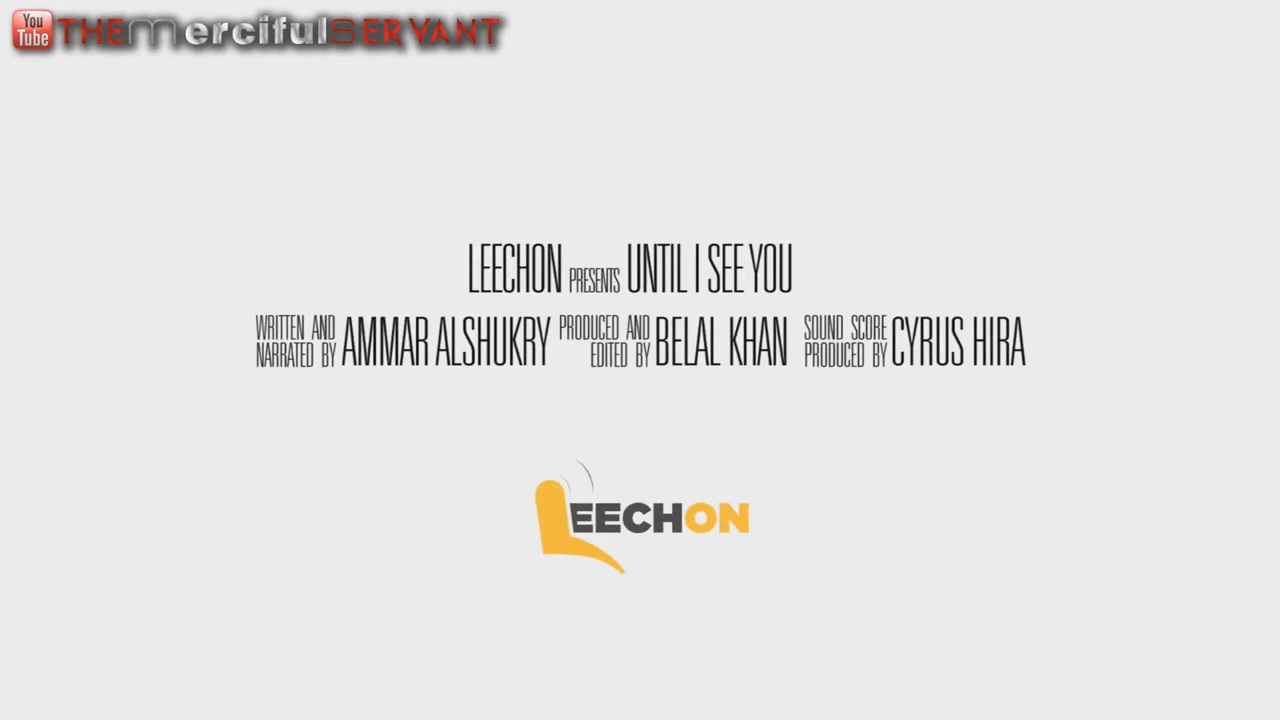 You Tube THEMercifulSERVANT
LEECHON PRESENTS UNTIL I SEE YOU
WRITTEN AND NARRATED BY AMMAR ALSHUKRY PRODUCED AND EDITED BY BELAL KHAN SOUND SCORE PRODUCED BY CYRUS HIRA
LEECHON